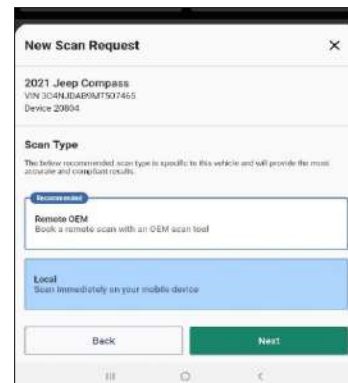 New Scan Request
2021 Jeep Compass
VIN 3C4NJDAB9MT507465
Device 20804
Scan Type
The below recommended scan type is specific to this vehicle and will provide the most
accurate and compliant results.
Recommended
Remote OEM
Book a remote scan with an OEM scan tool
Local
Scan immediately on your mobile device
Back
Next